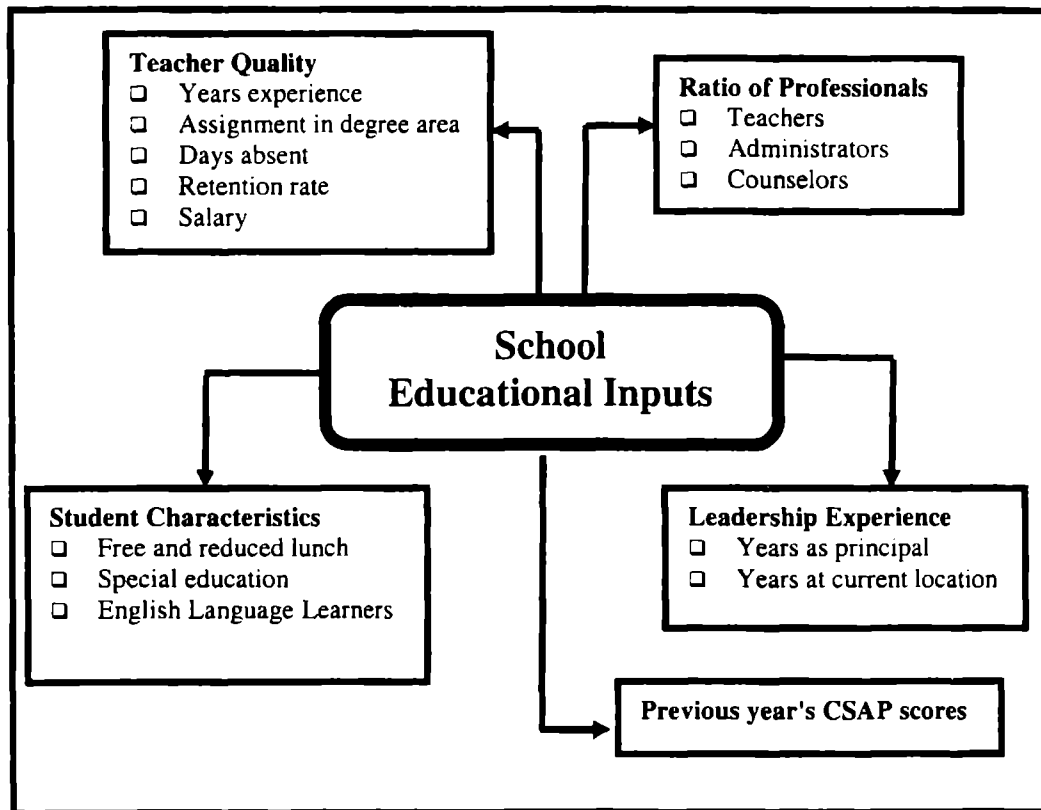 Teacher Quality
❑ Years experience
❑ Assignment in degree area
❑ Days absent
❑ Retention rate
❑ Salary
Ratio of Professionals
❑ Teachers
❑ Administrators
❑ Counselors
School
Educational Inputs
Student Characteristics
❑ Free and reduced lunch
❑ Special education
❑ English Language Learners
Leadership Experience
❑ Years as principal
❑ Years at current location
Previous year's CSAP scores